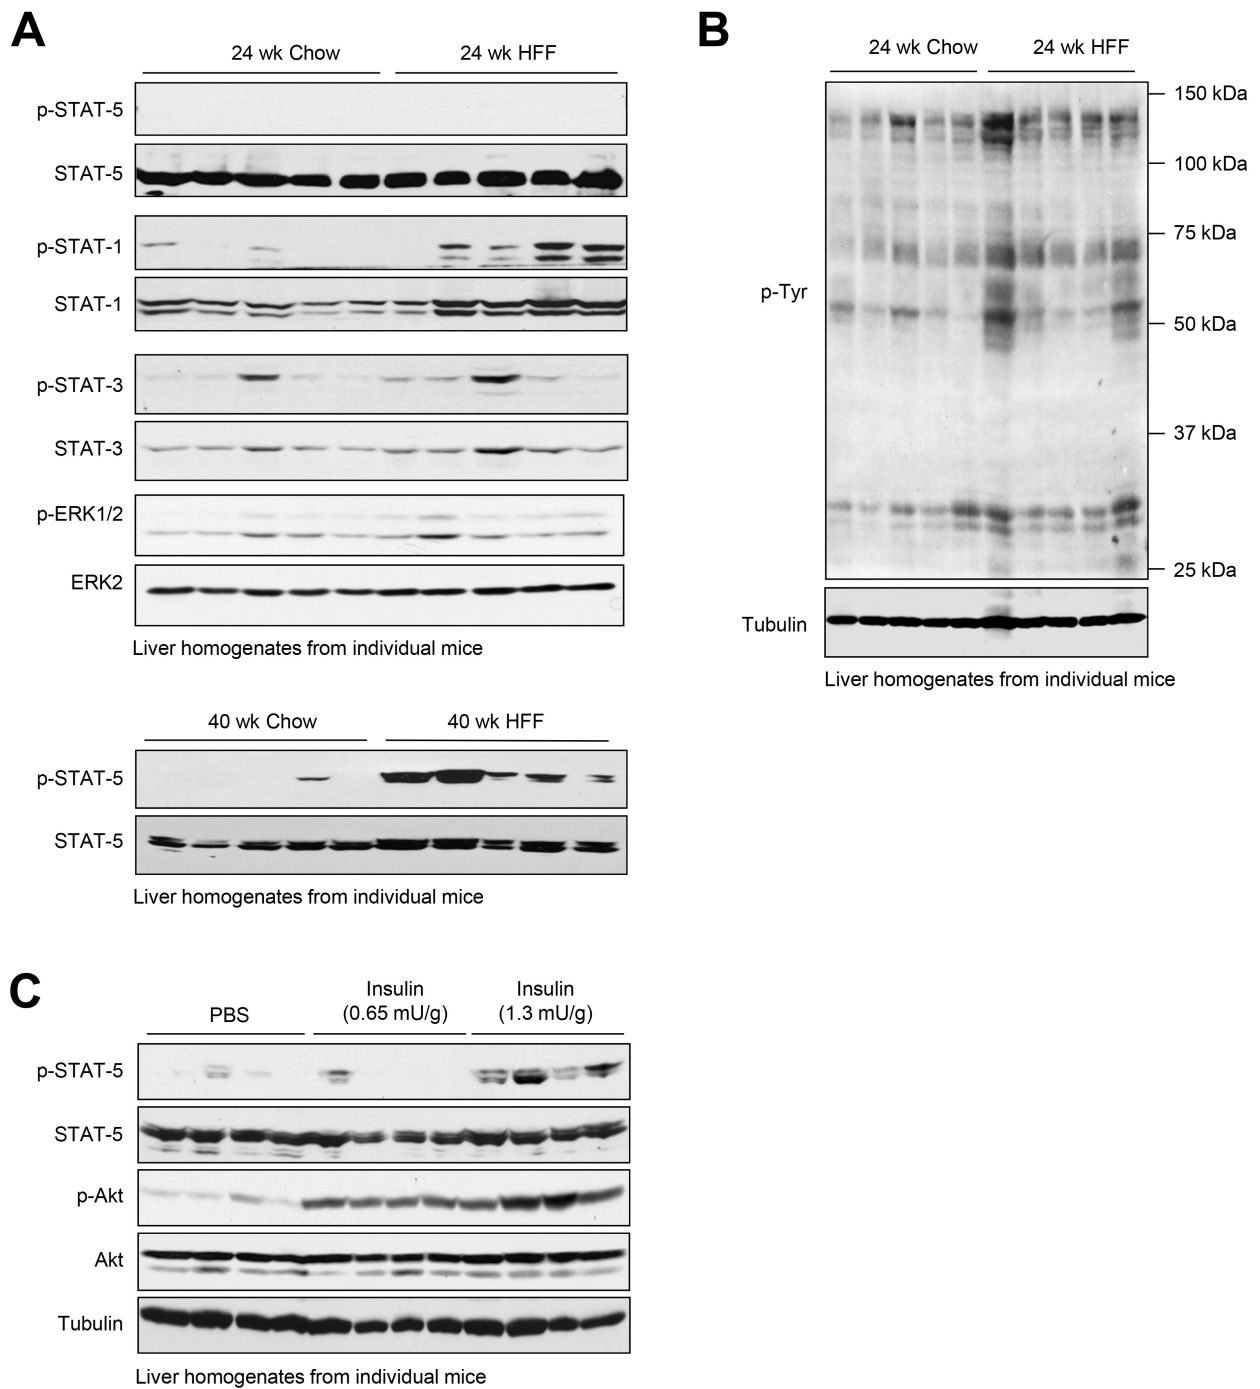 A
24 wk Chow 24 wk HFF
p-STAT-5
STAT-5
p-STAT-1
STAT-1
p-STAT-3
STAT-3
p-ERK1/2
ERK2
Liver homogenates from individual mice
40 wk Chow 40 wk HFF
p-STAT-5
STAT-5
Liver homogenates from individual mice
B
24 wk Chow 24 wk HFF
150 kDa
100 kDa
75 kDa
p-Tyr
50 kDa
37 kDa
25 kDa
Tubulin
Liver homogenates from individual mice
C
PBS
Insulin
(0.65 mU/g)
Insulin
(1.3 mU/g)
p-STAT-5
STAT-5
p-Akt
Akt
Tubulin
Liver homogenates from individual mice